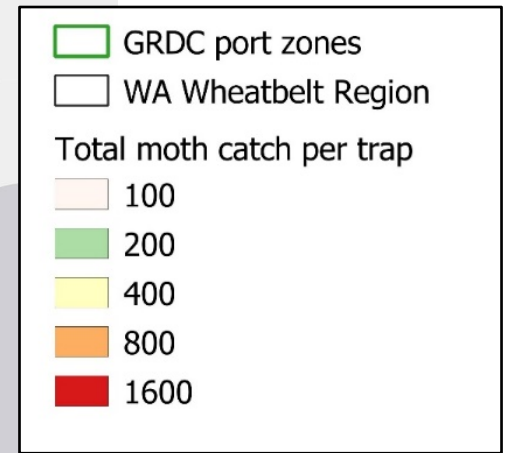 GRDC port zones
WA Wheatbelt Region
Total moth catch per trap
100
200
400
800
1600